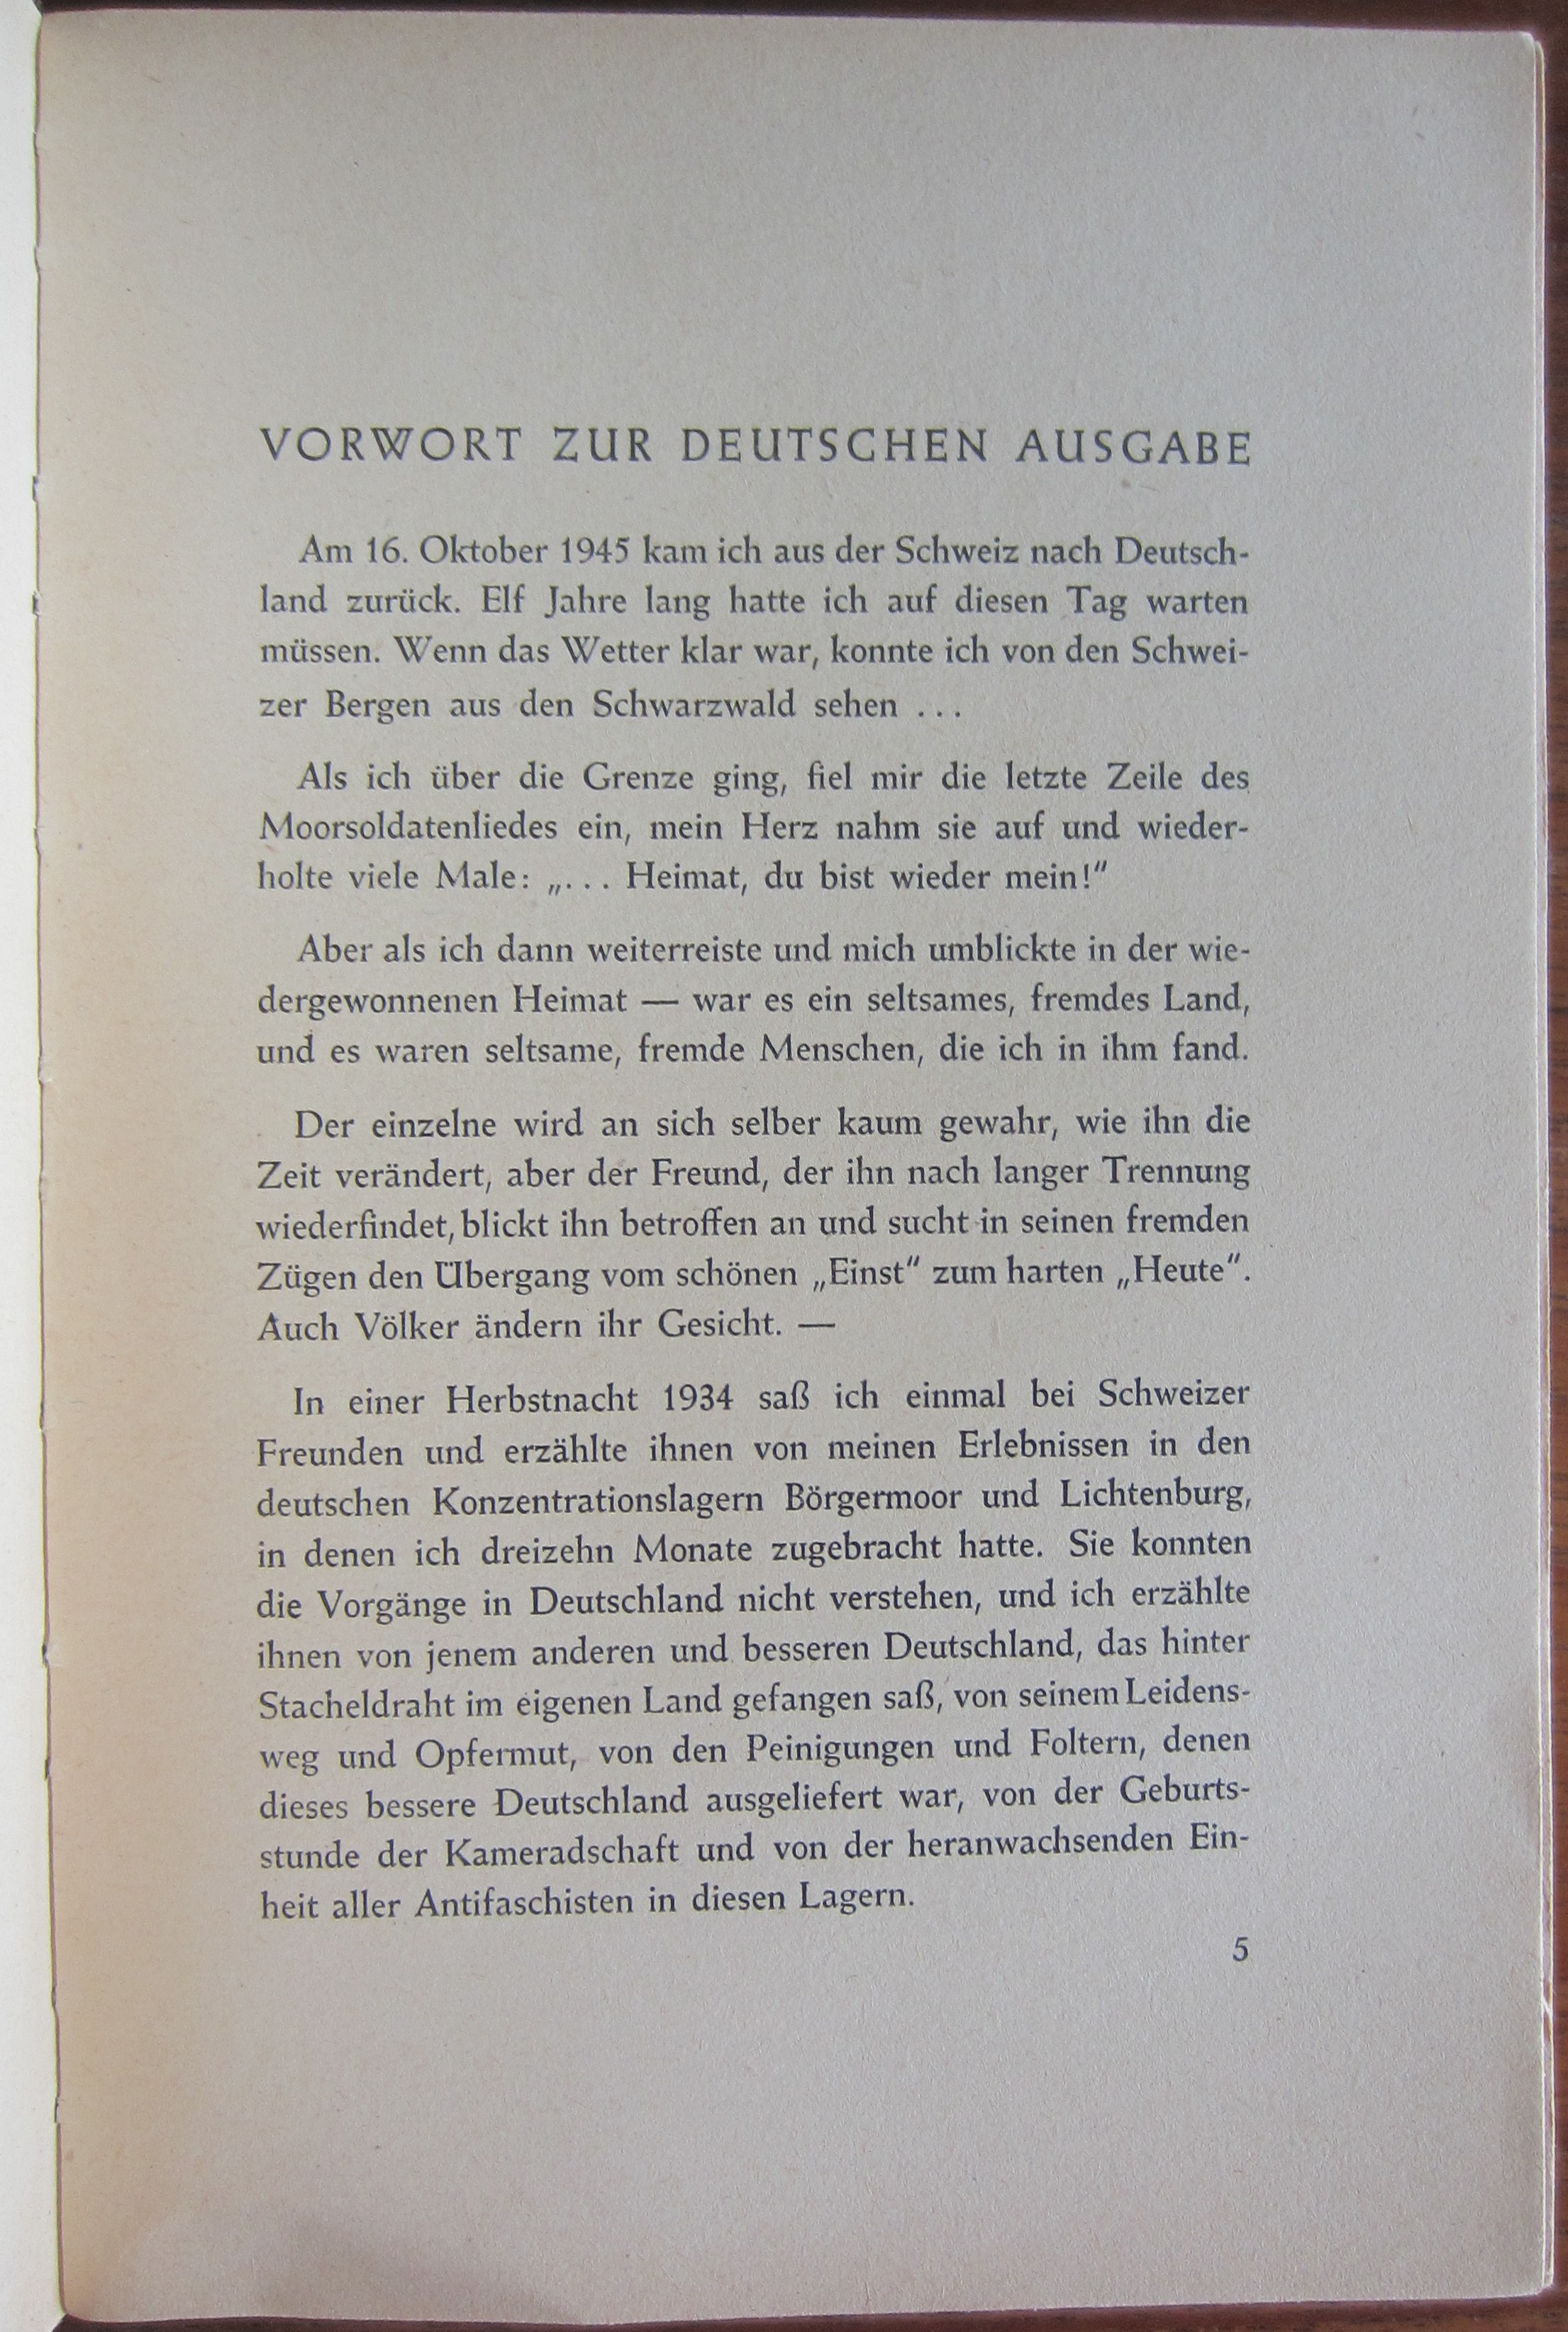 VORWORT ZUR DEUTSCHEN AUSGABE
Am 16. Oktober 1945 kam ich aus der Schweiz nach Deutsch-
land zurück. Elf Jahre lang hatte ich auf diesen Tag warten
müssen. Wenn das Wetter klar war, konnte ich von den Schwei-
zer Bergen aus den Schwarzwald sehen ...
Als ich über die Grenze ging, fiel mir die letzte Zeile des
Moorsoldatenliedes ein, mein Herz nahm sie auf und wieder-
holte viele Male: „... Heimat, du bist wieder mein!“
Aber als ich dann weiterreiste und mich umblickte in der wie-
dergewonnenen Heimat — war es ein seltsames, fremdes Land,
und es waren seltsame, fremde Menschen, die ich in ihm fand.
Der einzelne wird an sich selber kaum gewahr, wie ihn die
Zeit verändert, aber der Freund, der ihn nach langer Trennung
wiederfindet, blickt ihn betroffen an und sucht in seinen fremden
Zügen den Übergang vom schönen „Einst“ zum harten „Heute“.
Auch Völker ändern ihr Gesicht. —
In einer Herbstnacht 1934 saß ich einmal bei Schweizer
Freunden und erzählte ihnen von meinen Erlebnissen in den
deutschen Konzentrationslagern Börgermoor und Lichtenburg,
in denen ich dreizehn Monate zugebracht hatte. Sie konnten
die Vorgänge in Deutschland nicht verstehen, und ich erzählte
ihnen von jenem anderen und besseren Deutschland, das hinter
Stacheldraht im eigenen Land gefangen saß, von seinem Leidens-
weg und Opfermut, von den Peinigungen und Foltern, denen
dieses bessere Deutschland ausgeliefert war, von der Geburts-
stunde der Kameradschaft und von der heranwachsenden Ein-
heit aller Antifaschisten in diesen Lagern.
5